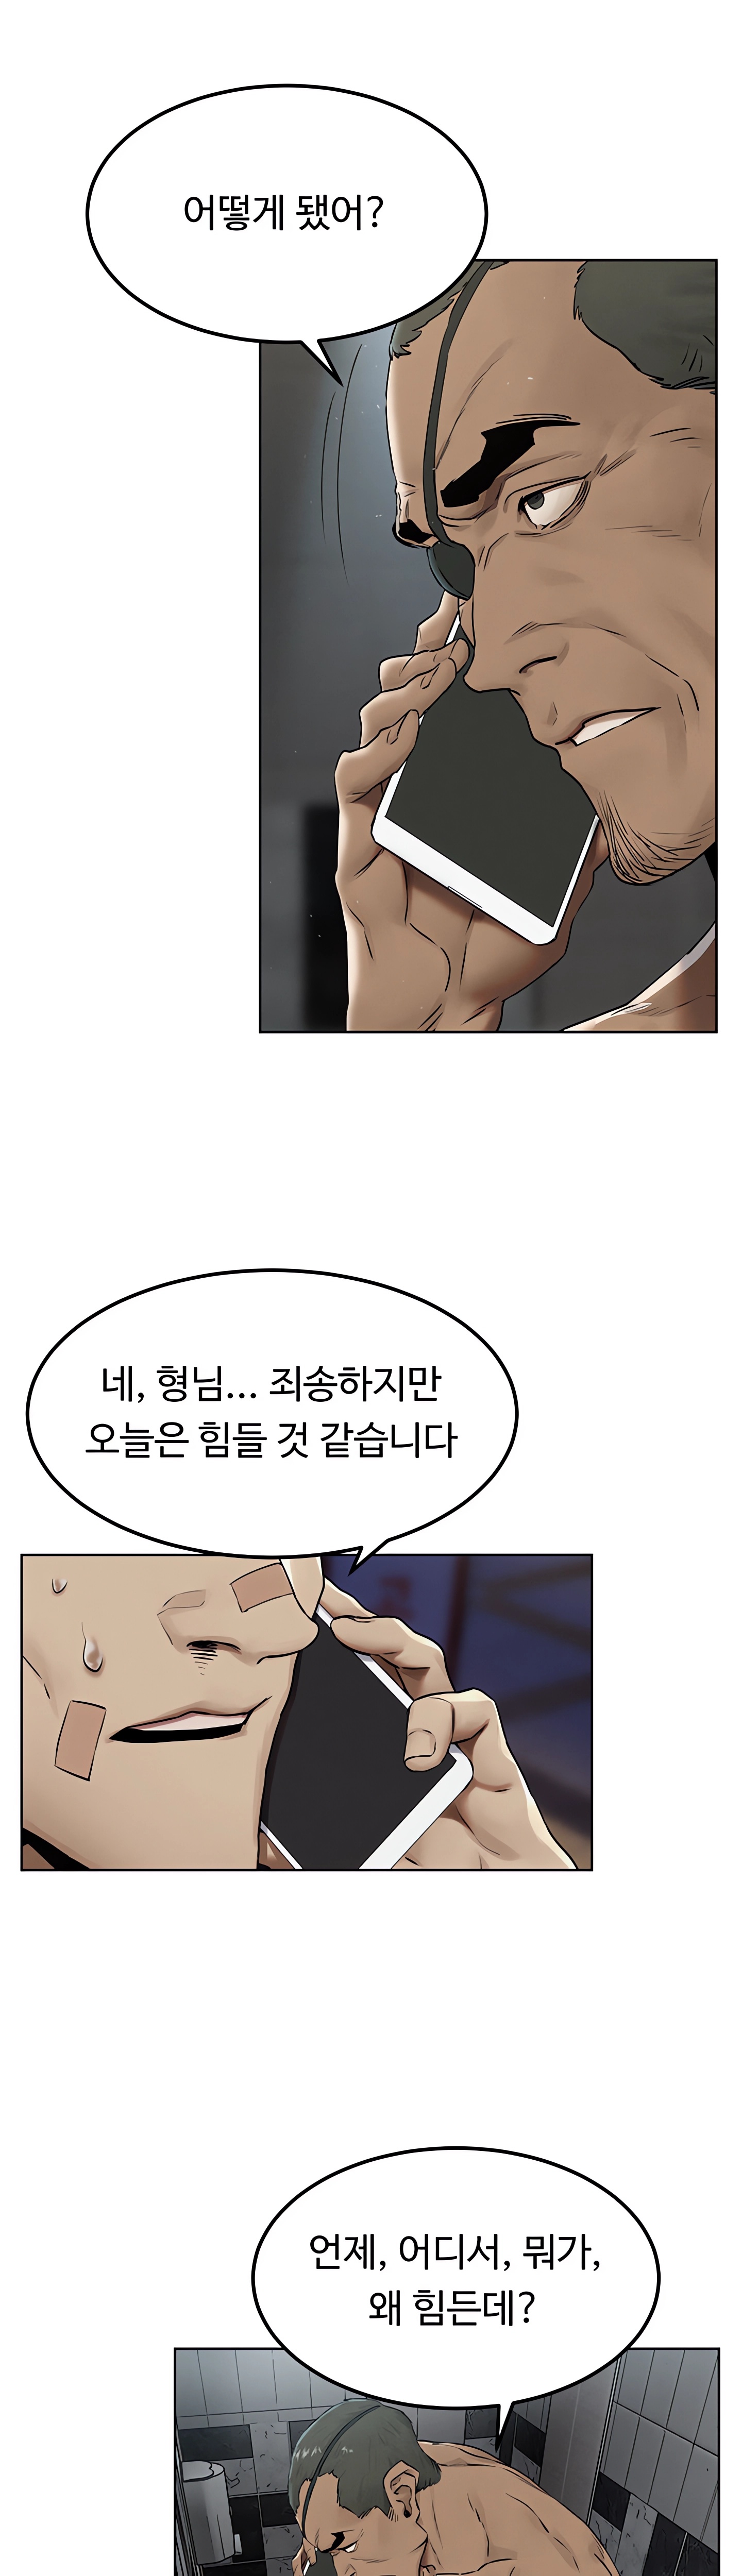 어떻게 됐어?
네, 형님... 죄송하지만
오늘은 힘들 것 같습니다
언제, 어디서, 뭐가,
왜 힘든데?